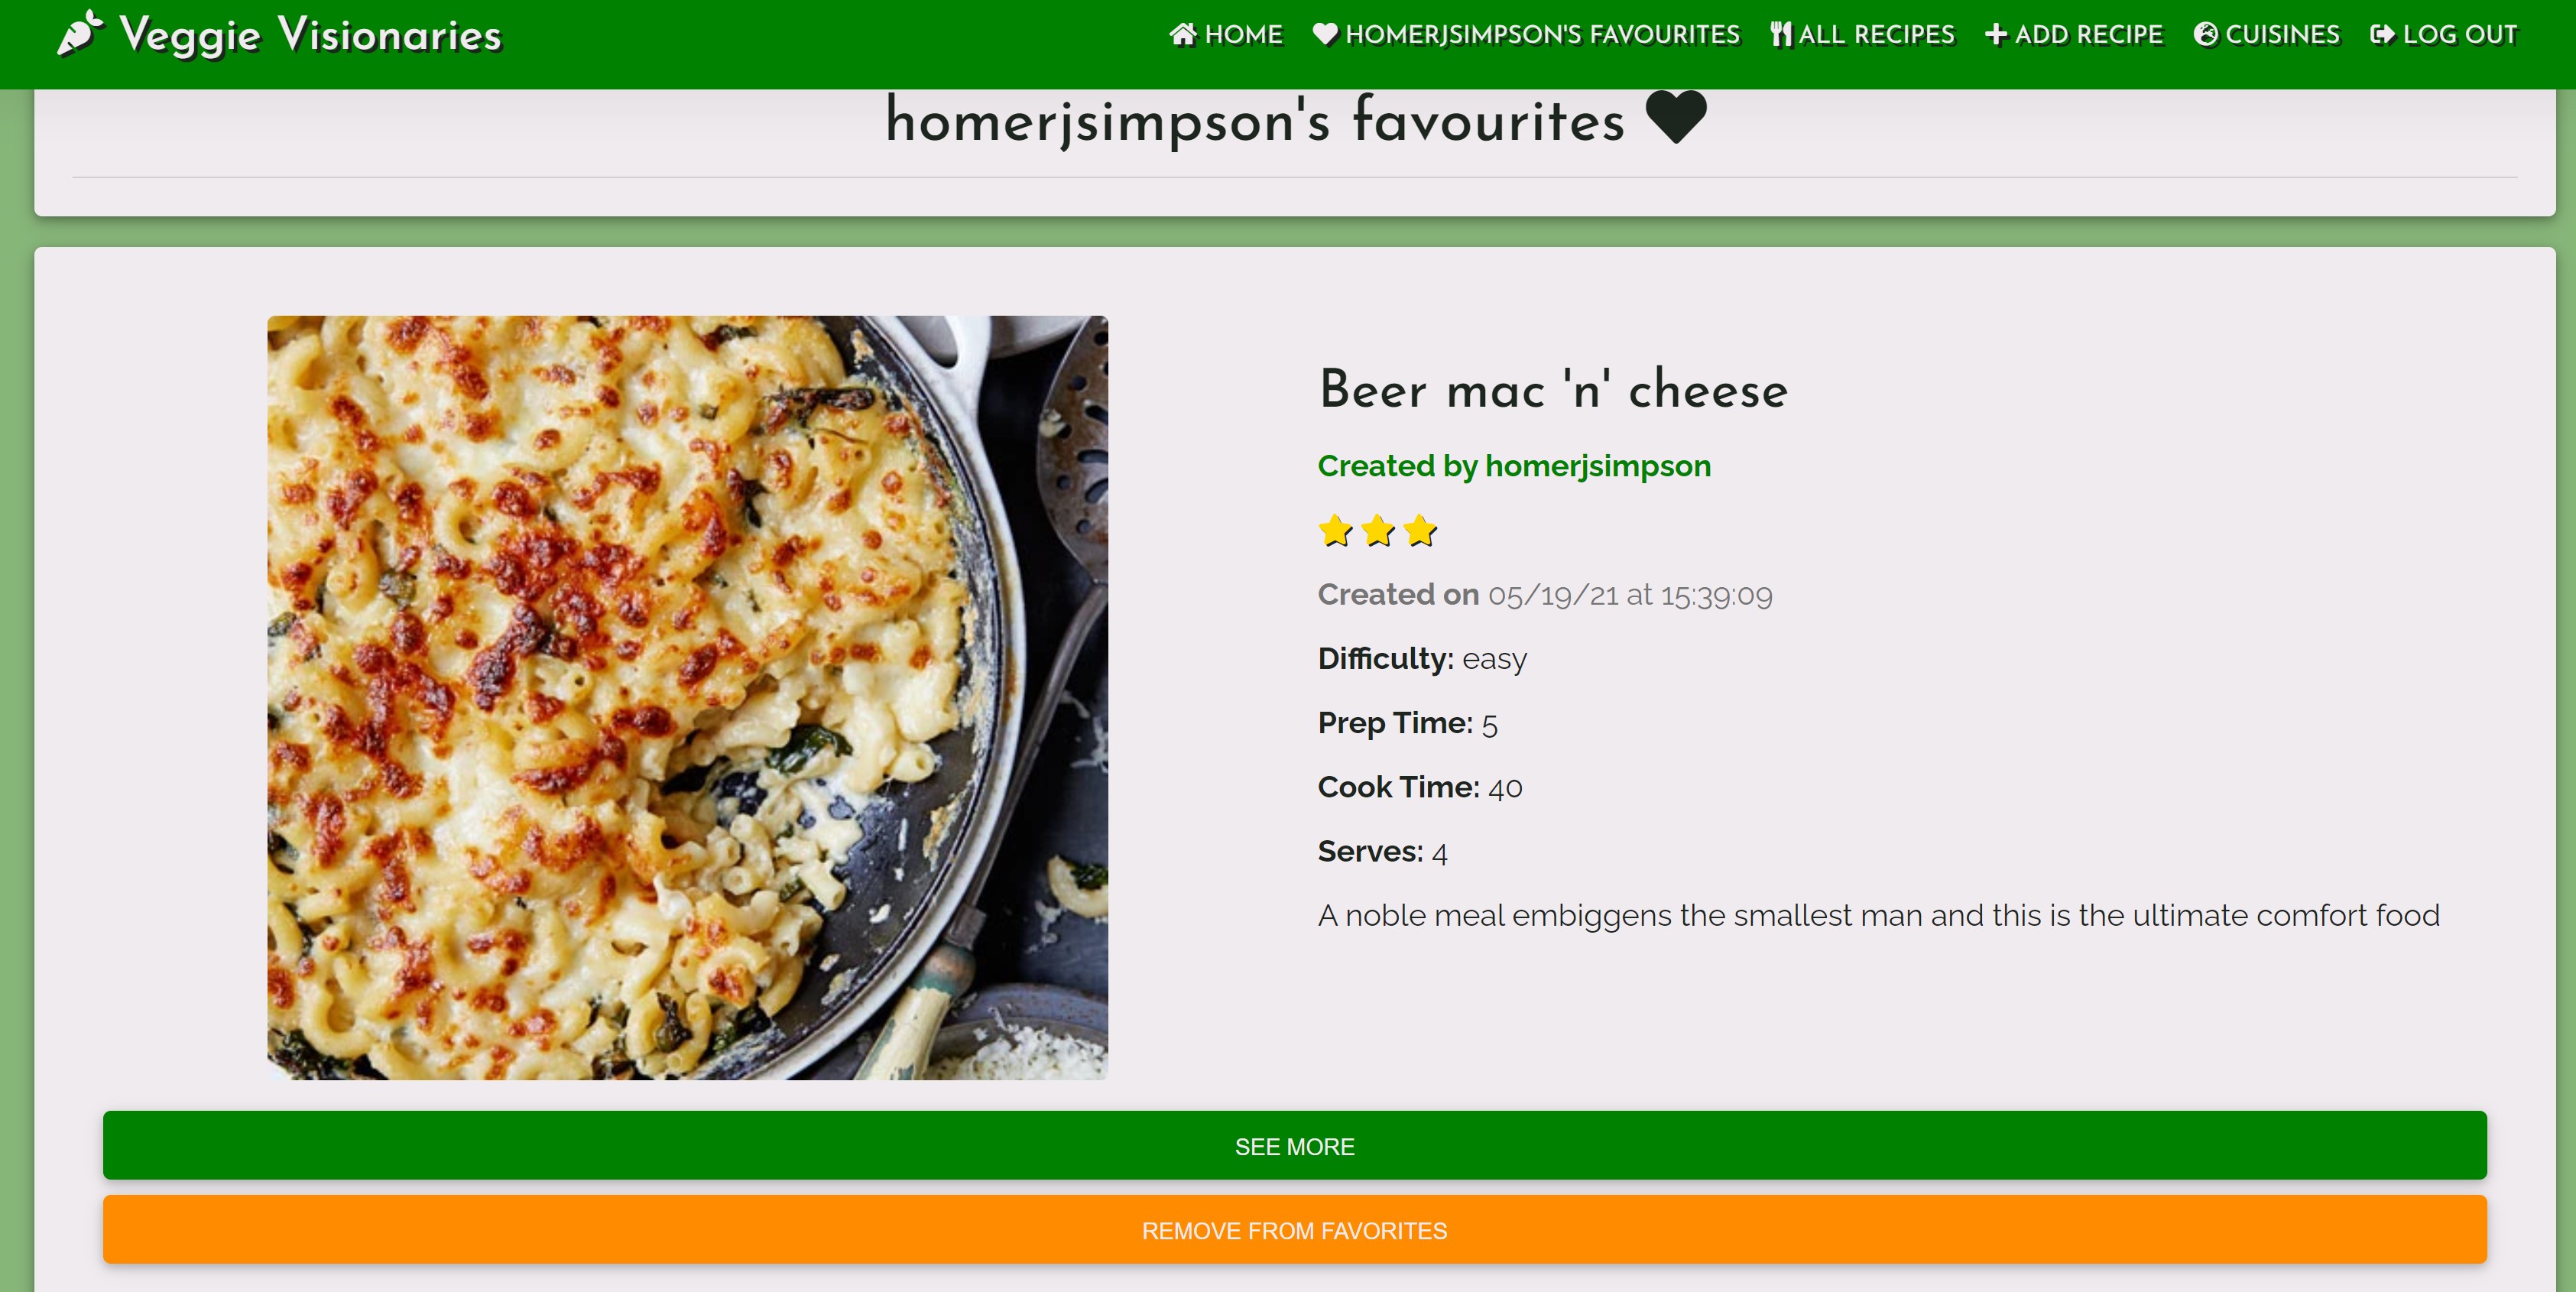 Veggie Visionaries HOME HOMERJSIMPSON'S FAVOURITES ALL RECIPES ADD RECIPE CUISINES LOG OUT
homerjsimpson's favourites
Beer mac 'n' cheese
Created by homerjsimpson
Created on 05/19/21 at 15:39:09
Difficulty: easy
Prep Time: 5
Cook Time: 40
Serves: 4
A noble meal embiggens the smallest man and this is the ultimate comfort food
SEE MORE
REMOVE FROM FAVORITES